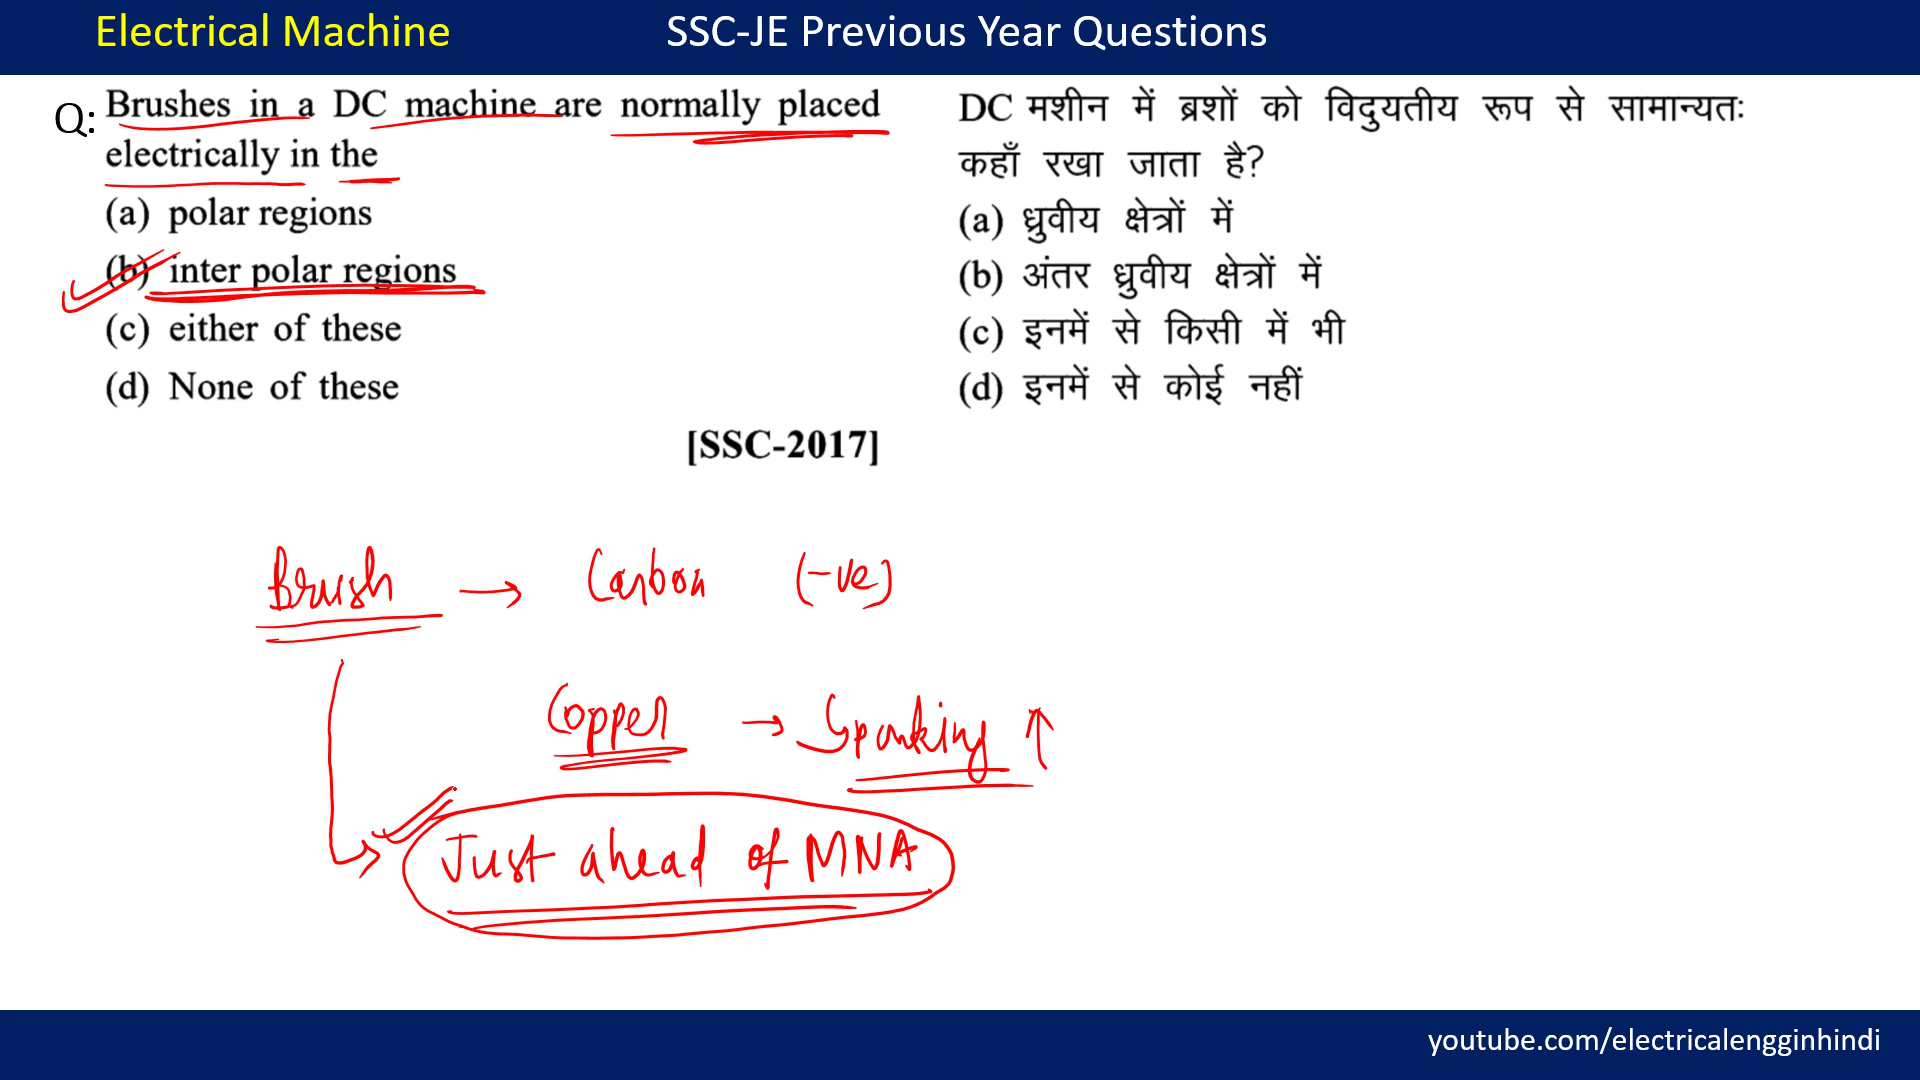 Electrical Machine
SSC-JE Previous Year Questions
Q: Brushes in a DC machine are normally placed
electrically in the
(a) polar regions
(b) inter polar regions
(c) either of these
(d) None of these
[SSC-2017]
DC मशीन में ब्रशों को विदुयतीय रूप से सामान्यतः
कहाँ रखा जाता है?
(a) ध्रुवीय क्षेत्रों में
(b) अंतर ध्रुवीय क्षेत्रों में
(c) इनमें से किसी में भी
(d) इनमें से कोई नहीं
Brush → Carbon (-ve)
Copper → Sparking ↑
Just ahead of MNA
youtube.com/electricalengginhindi